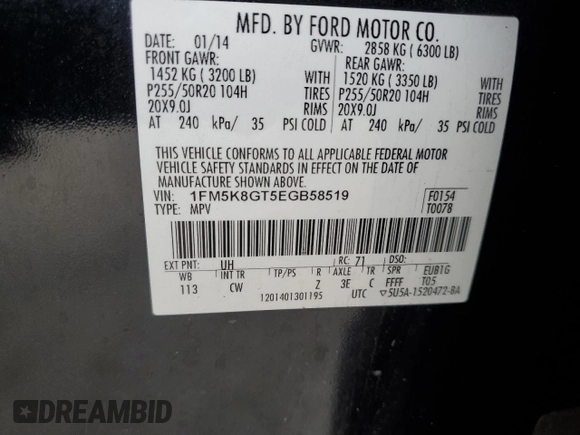 MFD. BY FORD MOTOR CO.
DATE: 01/14 GVWR: 2858 KG ( 6300 LB)
FRONT GAWR: REAR GAWR:
1452 KG ( 3200 LB) WITH 1520 KG ( 3350 LB) WITH
P255/50R20 104H TIRES P255/50R20 104H TIRES
20X9.0J RIMS 20X9.0J RIMS
AT 240 kPa/ 35 PSI COLD AT 240 kPa/ 35 PSI COLD
THIS VEHICLE CONFORMS TO ALL APPLICABLE FEDERAL MOTOR
VEHICLE SAFETY STANDARDS IN EFFECT ON THE DATE OF
MANUFACTURE SHOWN ABOVE.
VIN: 1FM5K8GT5EGB58519 F0154
TYPE: MPV T0078
EXT PNT: UH RC: 71 DSO:
WB INT TR TP/PS R AXLE TR SPR EUB1G
113 CW Z 3E C FFFF T05
1201401301195 UTC ▽5U5A-1520472-BA
DREAMBID